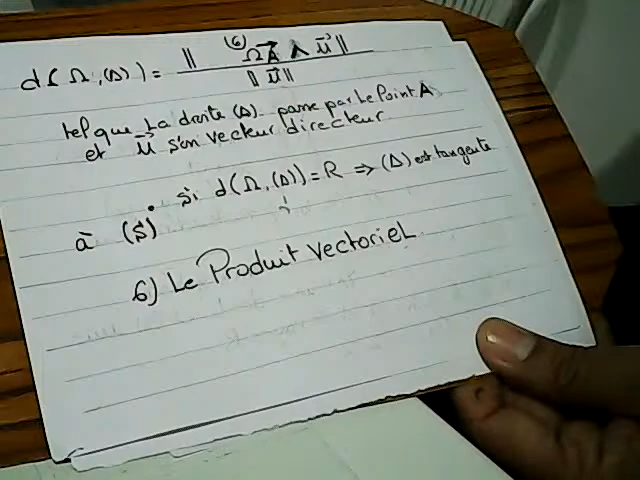 d(Ω,(Δ)) = ‖ (6) ΩA⃗ ∧ u⃗ ‖ / ‖ u⃗ ‖
tel que La droite (Δ) passe par Le Point A
et u⃗ s'on vecteur directeur
• si d(Ω,(Δ)) = R ⇒ (Δ) est tangente
à (S)
6) Le Produit vectoriel